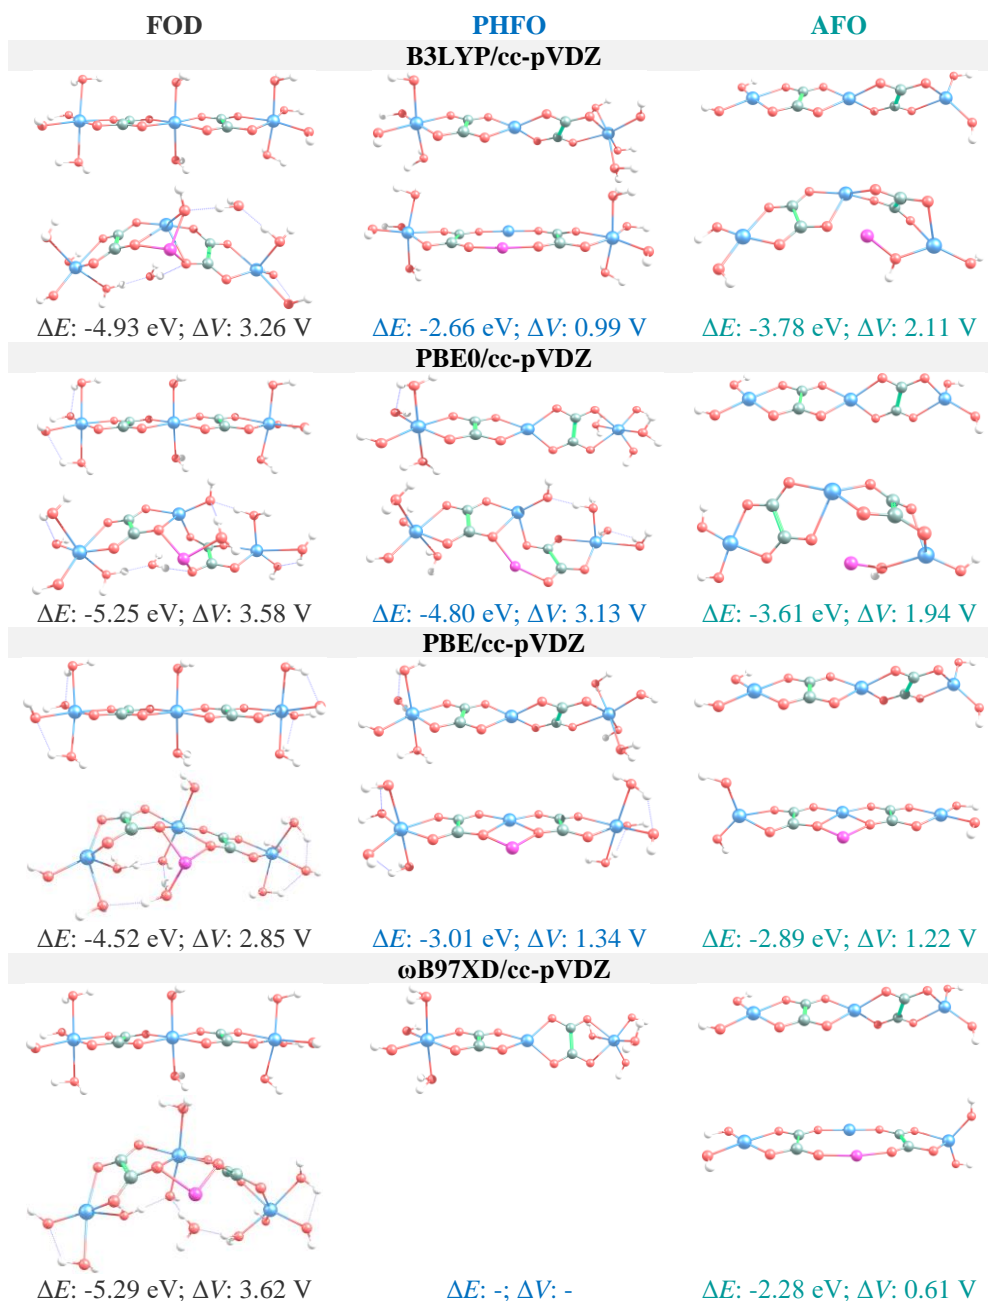 FOD PHFO AFO
B3LYP/cc-pVDZ
ΔE: -4.93 eV; ΔV: 3.26 V ΔE: -2.66 eV; ΔV: 0.99 V ΔE: -3.78 eV; ΔV: 2.11 V
PBE0/cc-pVDZ
ΔE: -5.25 eV; ΔV: 3.58 V ΔE: -4.80 eV; ΔV: 3.13 V ΔE: -3.61 eV; ΔV: 1.94 V
PBE/cc-pVDZ
ΔE: -4.52 eV; ΔV: 2.85 V ΔE: -3.01 eV; ΔV: 1.34 V ΔE: -2.89 eV; ΔV: 1.22 V
ωB97XD/cc-pVDZ
ΔE: -5.29 eV; ΔV: 3.62 V ΔE: -; ΔV: - ΔE: -2.28 eV; ΔV: 0.61 V